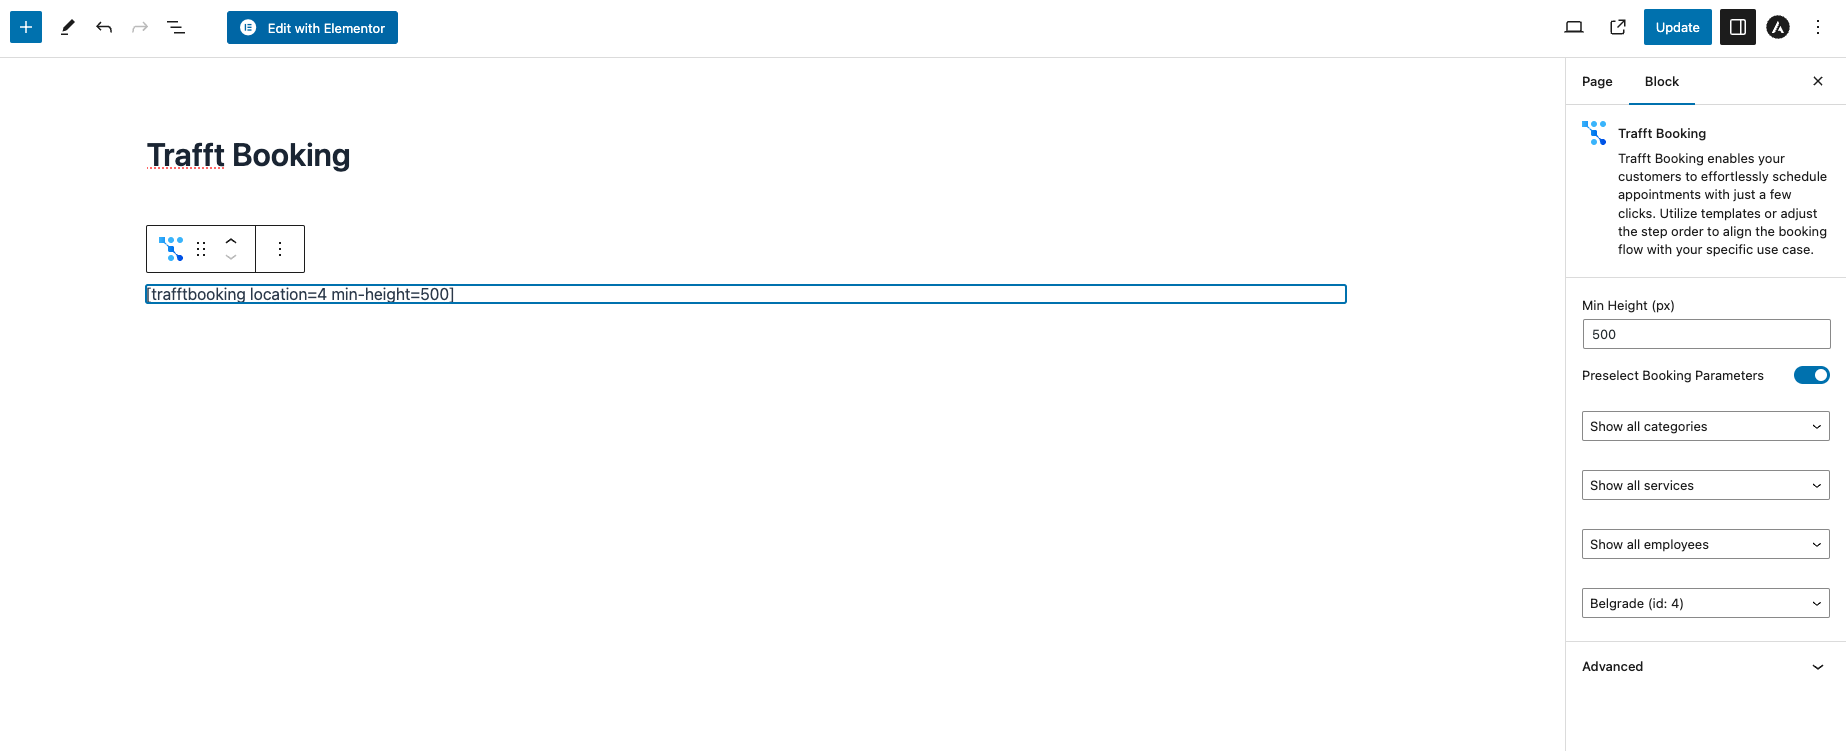 Edit with Elementor
Update
Page
Block
Trafft Booking
Trafft Booking
Trafft Booking enables your
customers to effortlessly schedule
appointments with just a few
clicks. Utilize templates or adjust
the step order to align the booking
flow with your specific use case.
[trafftbooking location=4 min-height=500]
Min Height (px)
500
Preselect Booking Parameters
Show all categories
Show all services
Show all employees
Belgrade (id: 4)
Advanced